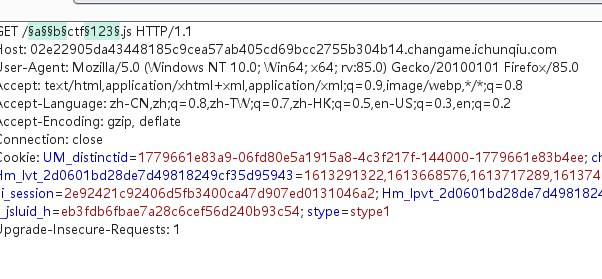 GET /§a§§b§ctf§123§.js HTTP/1.1
Host: 02e22905da43448185c9cea57ab405cd69bcc2755b304b14.changame.ichunqiu.com
User-Agent: Mozilla/5.0 (Windows NT 10.0; Win64; x64; rv:85.0) Gecko/20100101 Firefox/85.0
Accept: text/html,application/xhtml+xml,application/xml;q=0.9,image/webp,*/*;q=0.8
Accept-Language: zh-CN,zh;q=0.8,zh-TW;q=0.7,zh-HK;q=0.5,en-US;q=0.3,en;q=0.2
Accept-Encoding: gzip, deflate
Connection: close
Cookie: UM_distinctid=1779661e83a9-06fd80e5a1915a8-4c3f217f-144000-1779661e83b4ee; ch
Hm_lvt_2d0601bd28de7d49818249cf35d95943=1613291322,1613668576,1613717289,161374
i_session=2e92421c92406d5fb3400ca47d907ed0131046a2; Hm_lpvt_2d0601bd28de7d4981824
_jsluid_h=eb3fdb6fbae7a28c6cef56d240b93c54; stype=stype1
Upgrade-Insecure-Requests: 1